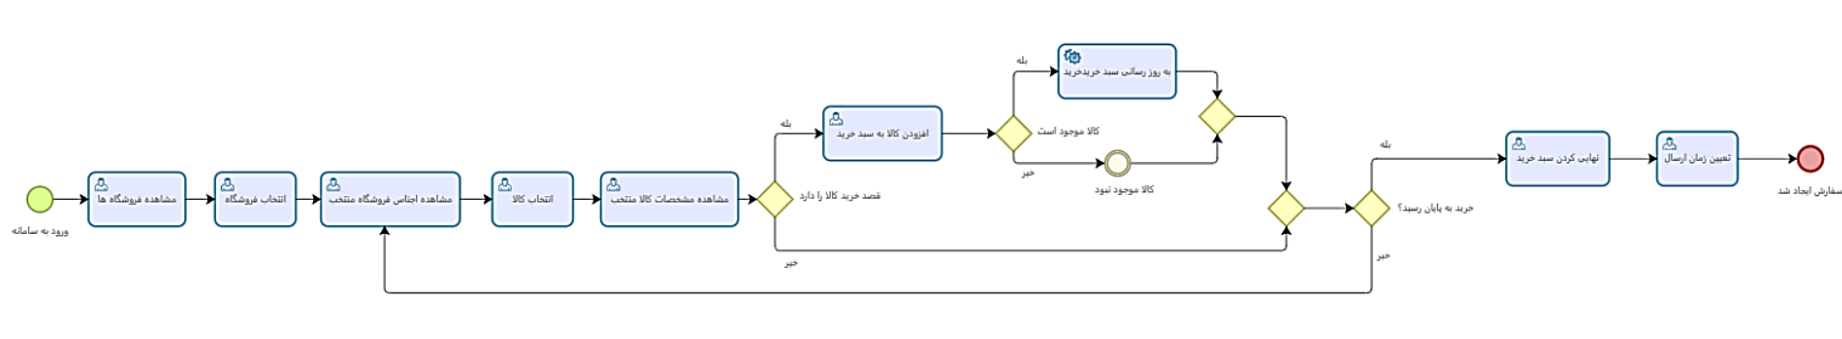 ورود به سامانه
مشاهده فروشگاه ها
انتخاب فروشگاه
مشاهده اجناس فروشگاه منتخب
انتخاب کالا
مشاهده مشخصات کالا منتخب
قصد خرید کالا را دارد
بله
خیر
افزودن کالا به سبد خرید
کالا موجود است
بله
خیر
به روز رسانی سبد خریدخرید
کالا موجود نبود
خرید به پایان رسید؟
بله
خیر
نهایی کردن سبد خرید
تعیین زمان ارسال
سفارش ایجاد شد